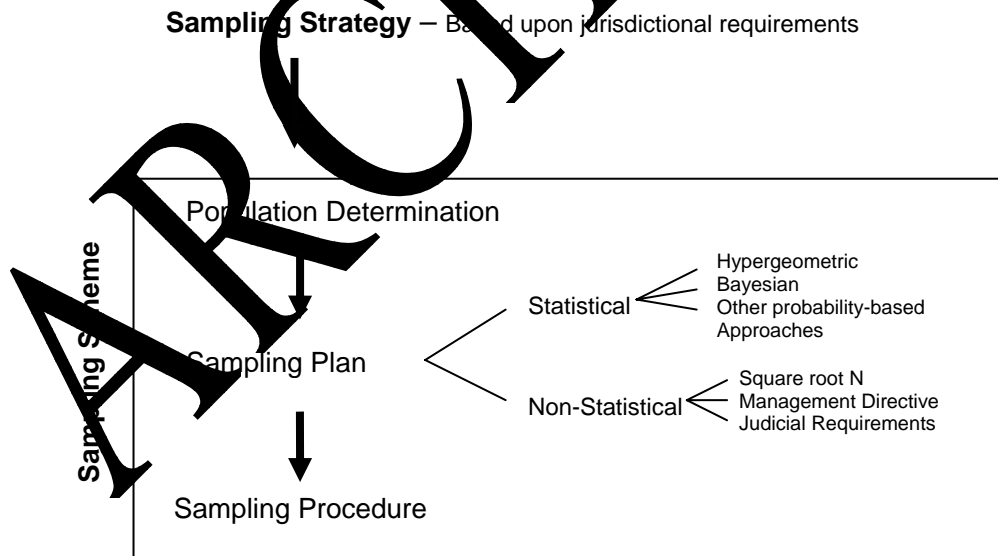 Sampling Strategy – Based upon jurisdictional requirements
Population Determination
Sampling Scheme
Hypergeometric
Bayesian
Other probability-based
Approaches
Statistical
Sampling Plan
Square root N
Management Directive
Judicial Requirements
Non-Statistical
Sampling Procedure
ARCI